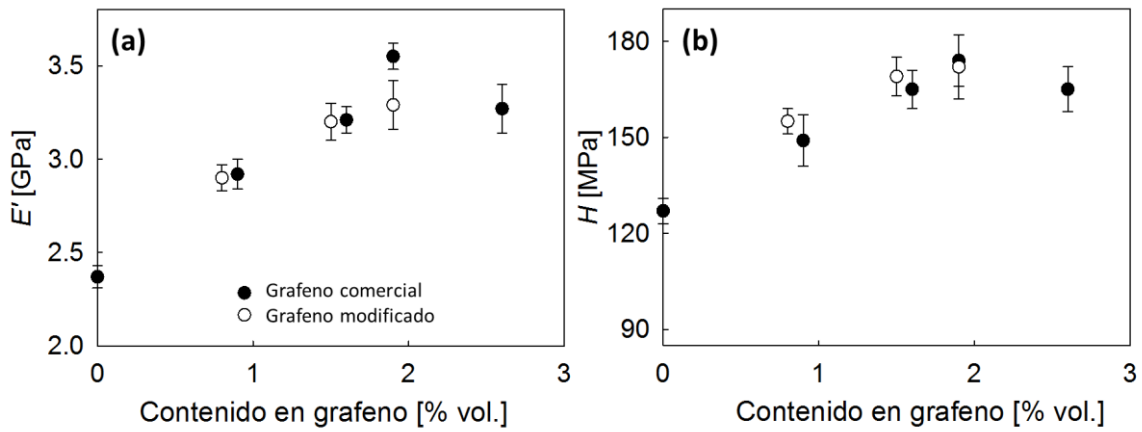 (a)
E' [GPa]
3.5
3.0
2.5
2.0
0 1 2 3
Contenido en grafeno [% vol.]
Grafeno comercial
Grafeno modificado
(b)
H [MPa]
180
150
120
90
0 1 2 3
Contenido en grafeno [% vol.]